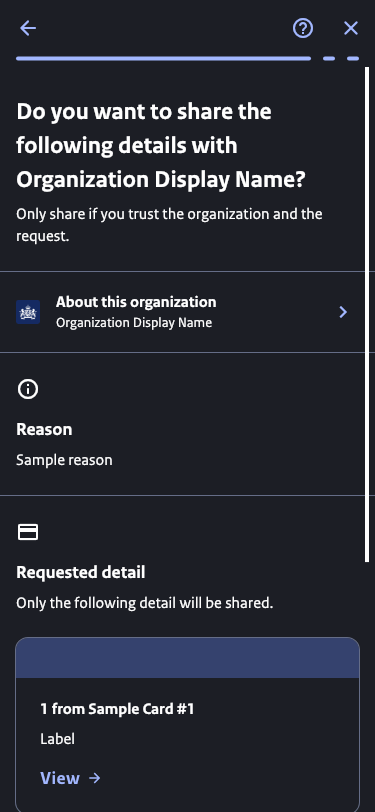 Do you want to share the
following details with
Organization Display Name?
Only share if you trust the organization and the
request.
About this organization
Organization Display Name
Reason
Sample reason
Requested detail
Only the following detail will be shared.
1 from Sample Card #1
Label
View